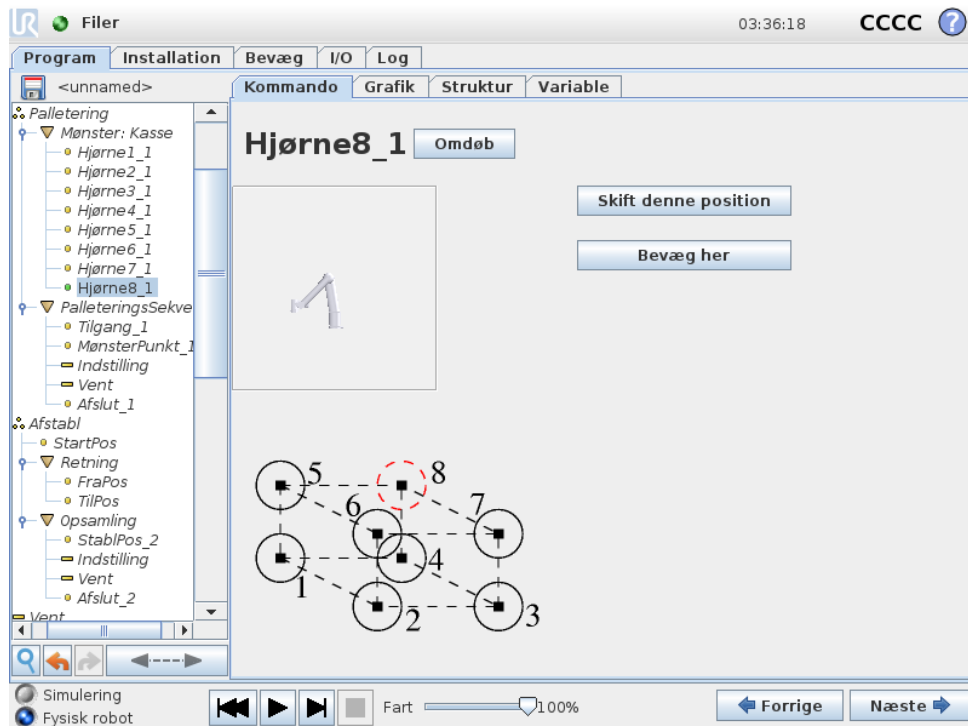 UR Filer 03:36:18 CCCC ?
Program Installation Bevæg I/O Log
<unnamed> Kommando Grafik Struktur Variable
Palletering
Mønster: Kasse
Hjørne1_1
Hjørne2_1
Hjørne3_1
Hjørne4_1
Hjørne5_1
Hjørne6_1
Hjørne7_1
Hjørne8_1
PalleteringsSekve
Tilgang_1
MønsterPunkt_1
Indstilling
Vent
Afslut_1
Afstabl
StartPos
Retning
FraPos
TilPos
Opsamling
StablPos_2
Indstilling
Vent
Afslut_2
Vent
Hjørne8_1 Omdøb
Skift denne position
Bevæg her
5 8
6 7
1 4
2 3
Simulering
Fysisk robot
Fart 100%
Forrige Næste